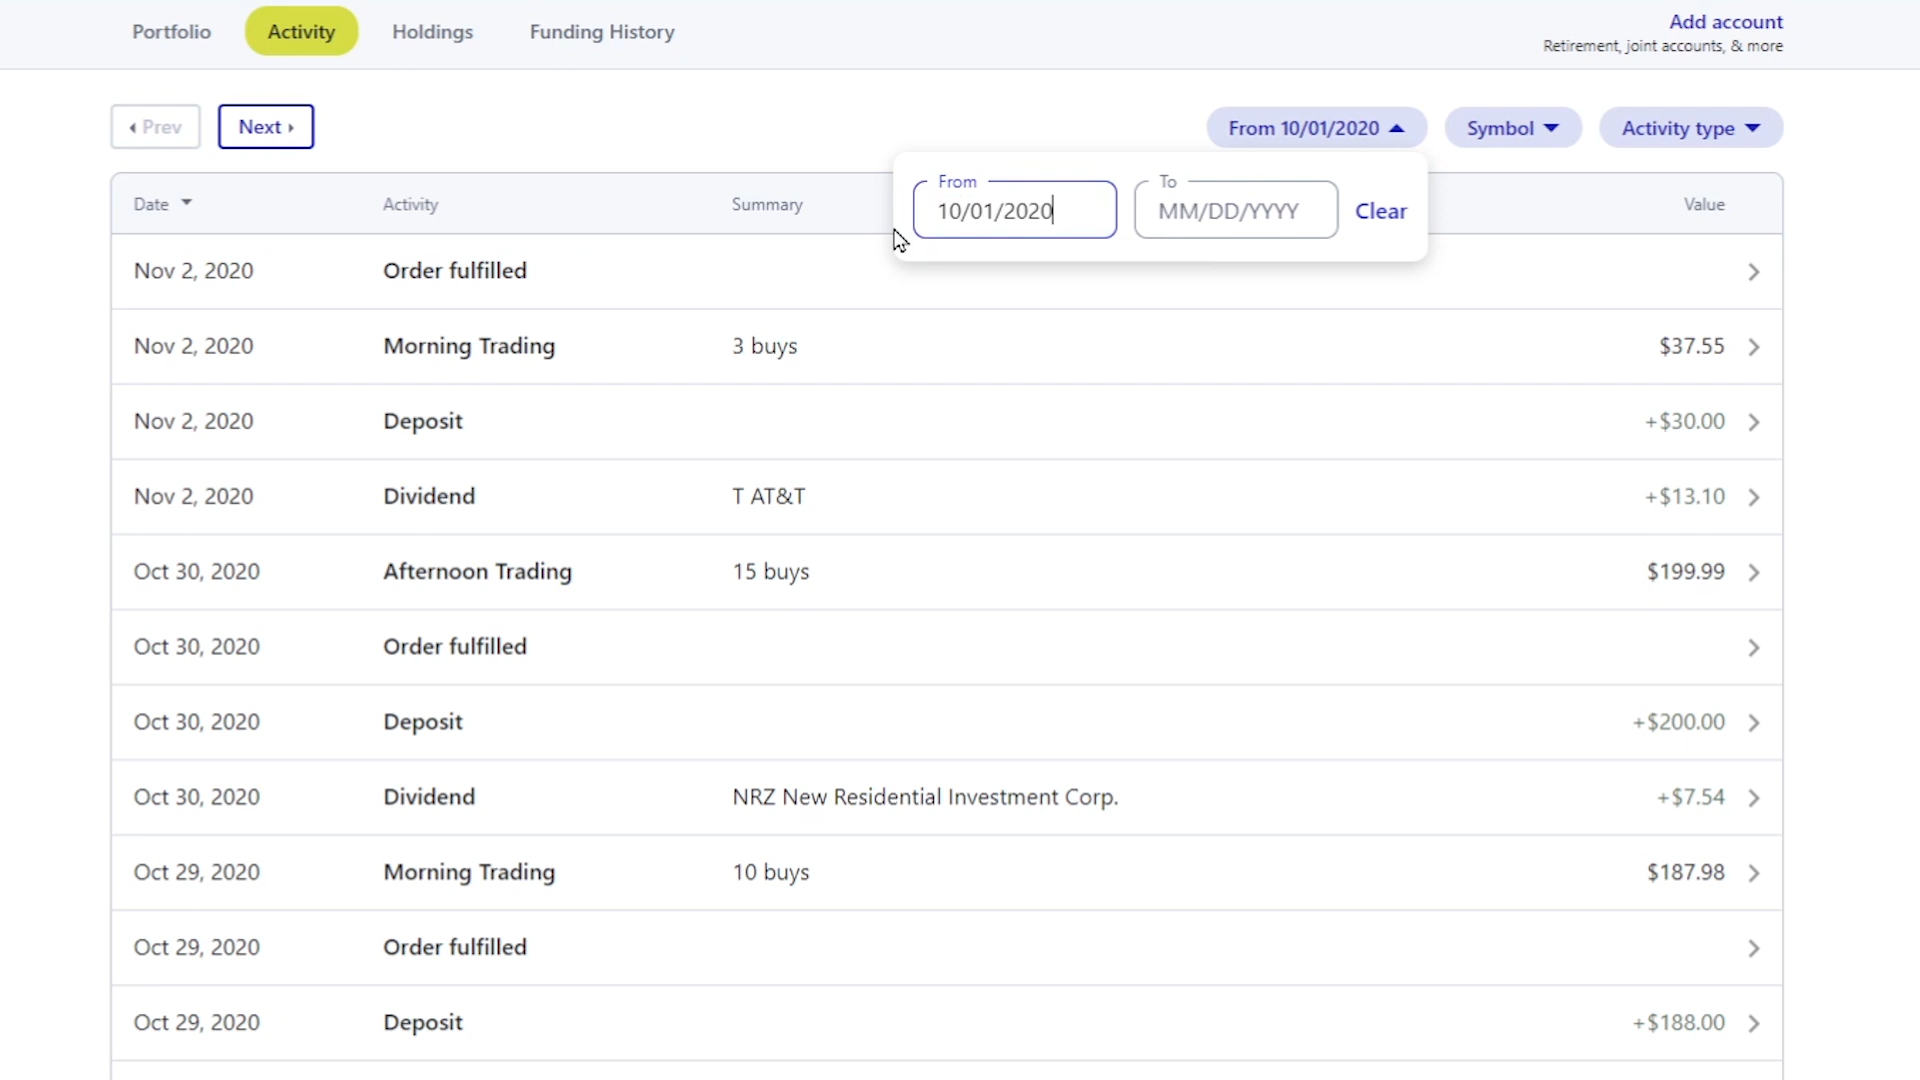 Portfolio Activity Holdings Funding History Add account
Retirement, joint accounts, & more
Prev Next From 10/01/2020 Symbol Activity type
From To
10/01/2020 MM/DD/YYYY Clear
Date Activity Summary Value
Nov 2, 2020 Order fulfilled
Nov 2, 2020 Morning Trading 3 buys $37.55
Nov 2, 2020 Deposit +$30.00
Nov 2, 2020 Dividend T AT&T +$13.10
Oct 30, 2020 Afternoon Trading 15 buys $199.99
Oct 30, 2020 Order fulfilled
Oct 30, 2020 Deposit +$200.00
Oct 30, 2020 Dividend NRZ New Residential Investment Corp. +$7.54
Oct 29, 2020 Morning Trading 10 buys $187.98
Oct 29, 2020 Order fulfilled
Oct 29, 2020 Deposit +$188.00